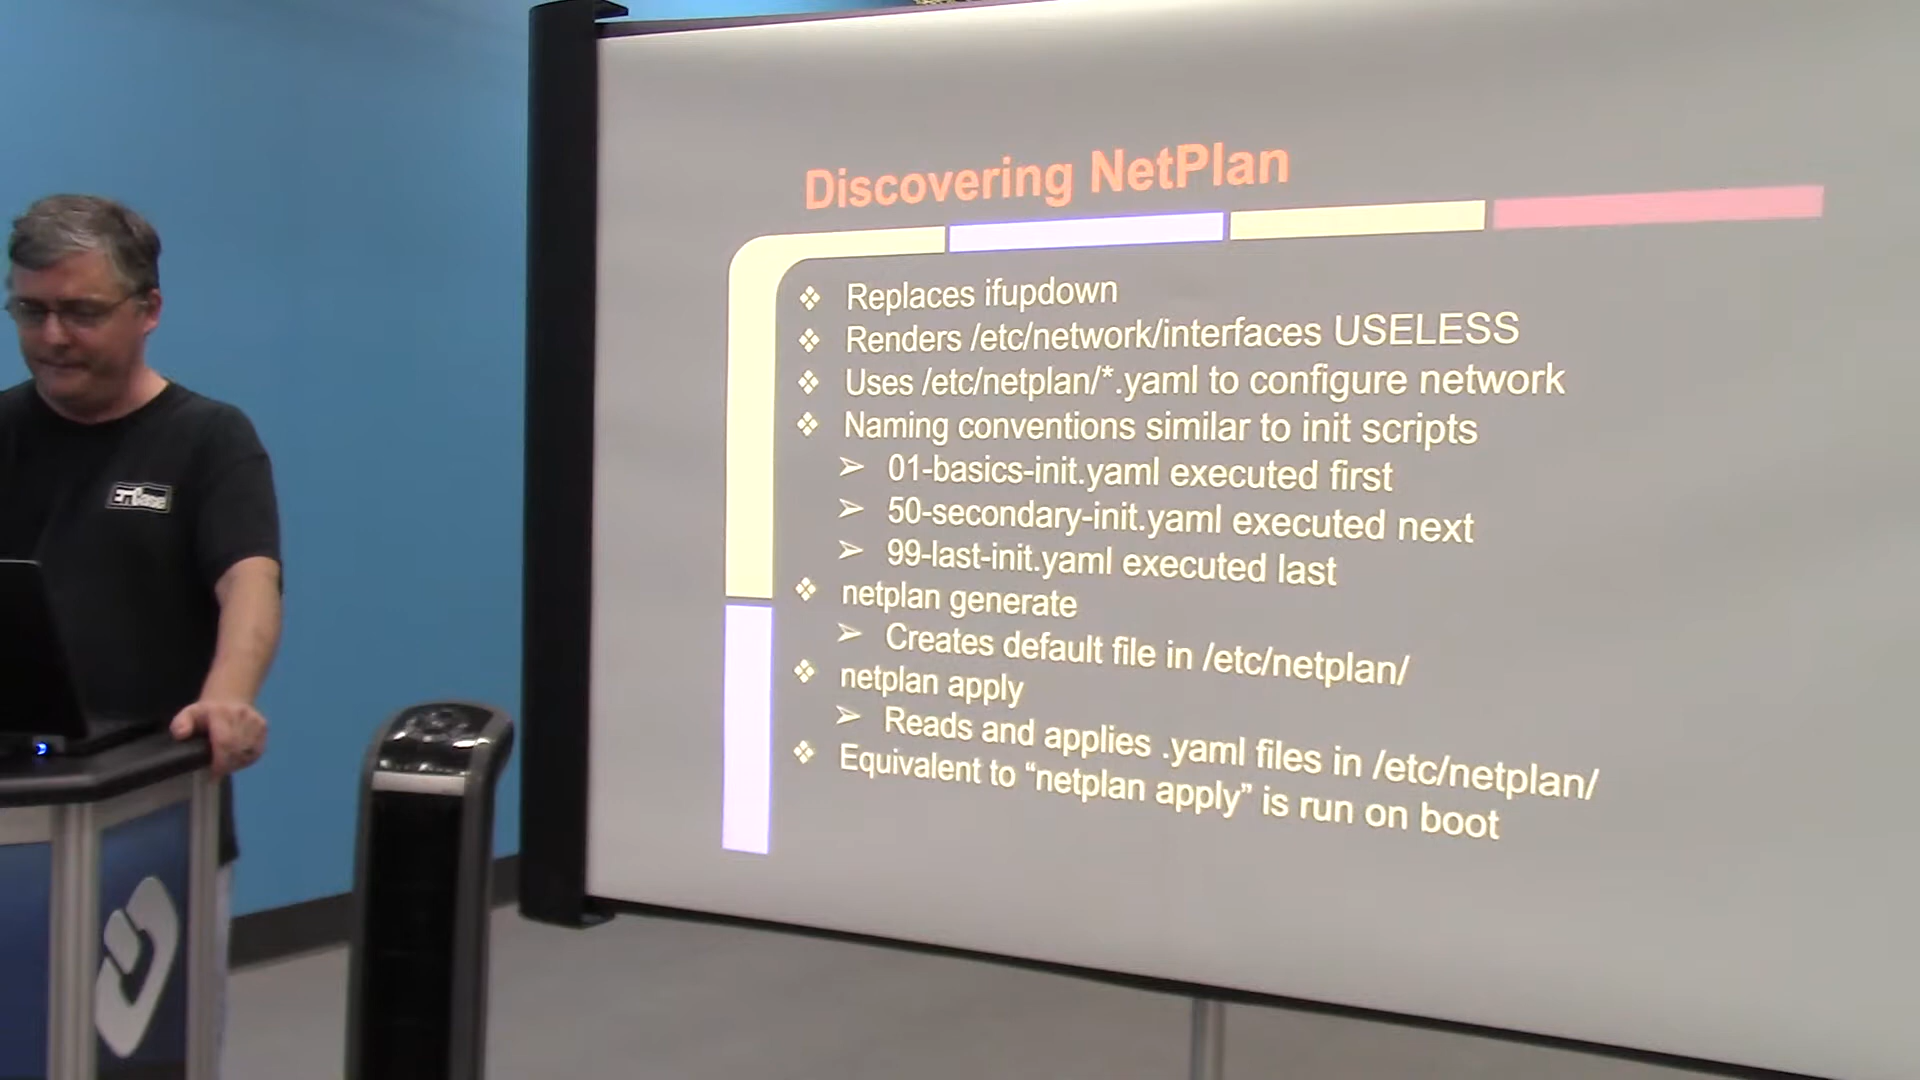 Discovering NetPlan
Replaces ifupdown
Renders /etc/network/interfaces USELESS
Uses /etc/netplan/*.yaml to configure network
Naming conventions similar to init scripts
01-basics-init.yaml executed first
50-secondary-init.yaml executed next
99-last-init.yaml executed last
netplan generate
Creates default file in /etc/netplan/
netplan apply
Reads and applies .yaml files in /etc/netplan/
Equivalent to “netplan apply” is run on boot